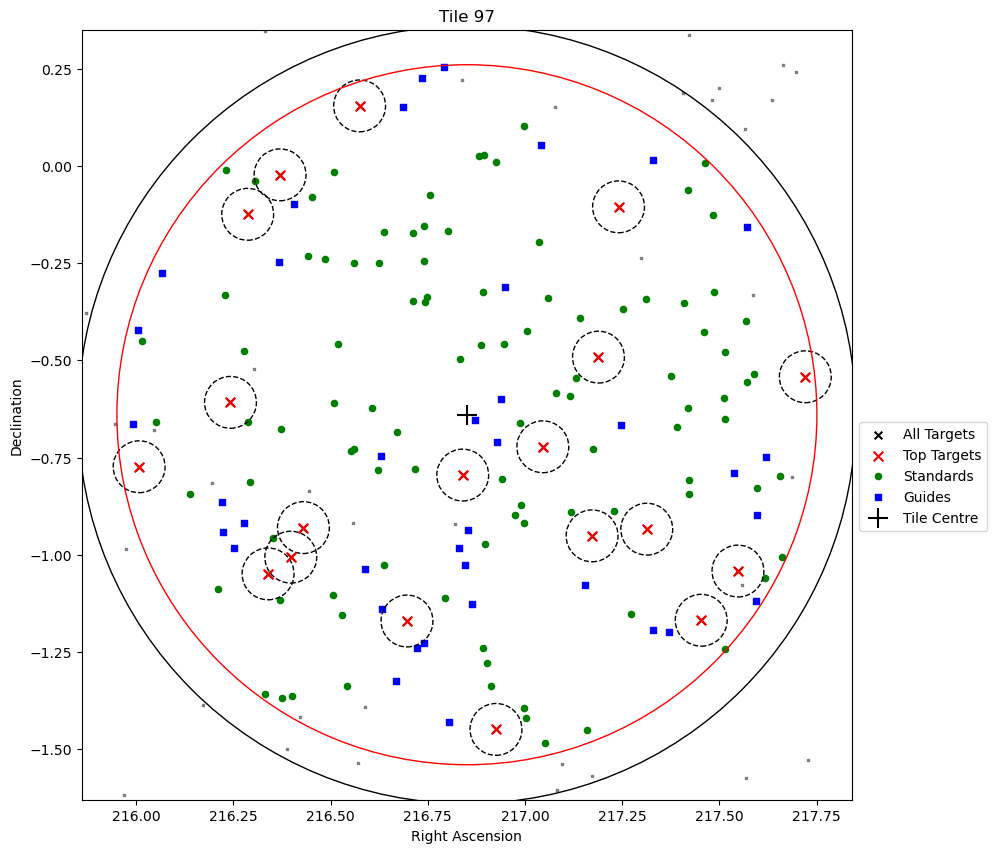 Tile 97
0.25
0.00
−0.25
−0.50
−0.75
−1.00
−1.25
−1.50
Declination
216.00
216.25
216.50
216.75
217.00
217.25
217.50
217.75
Right Ascension
All Targets
Top Targets
Standards
Guides
Tile Centre